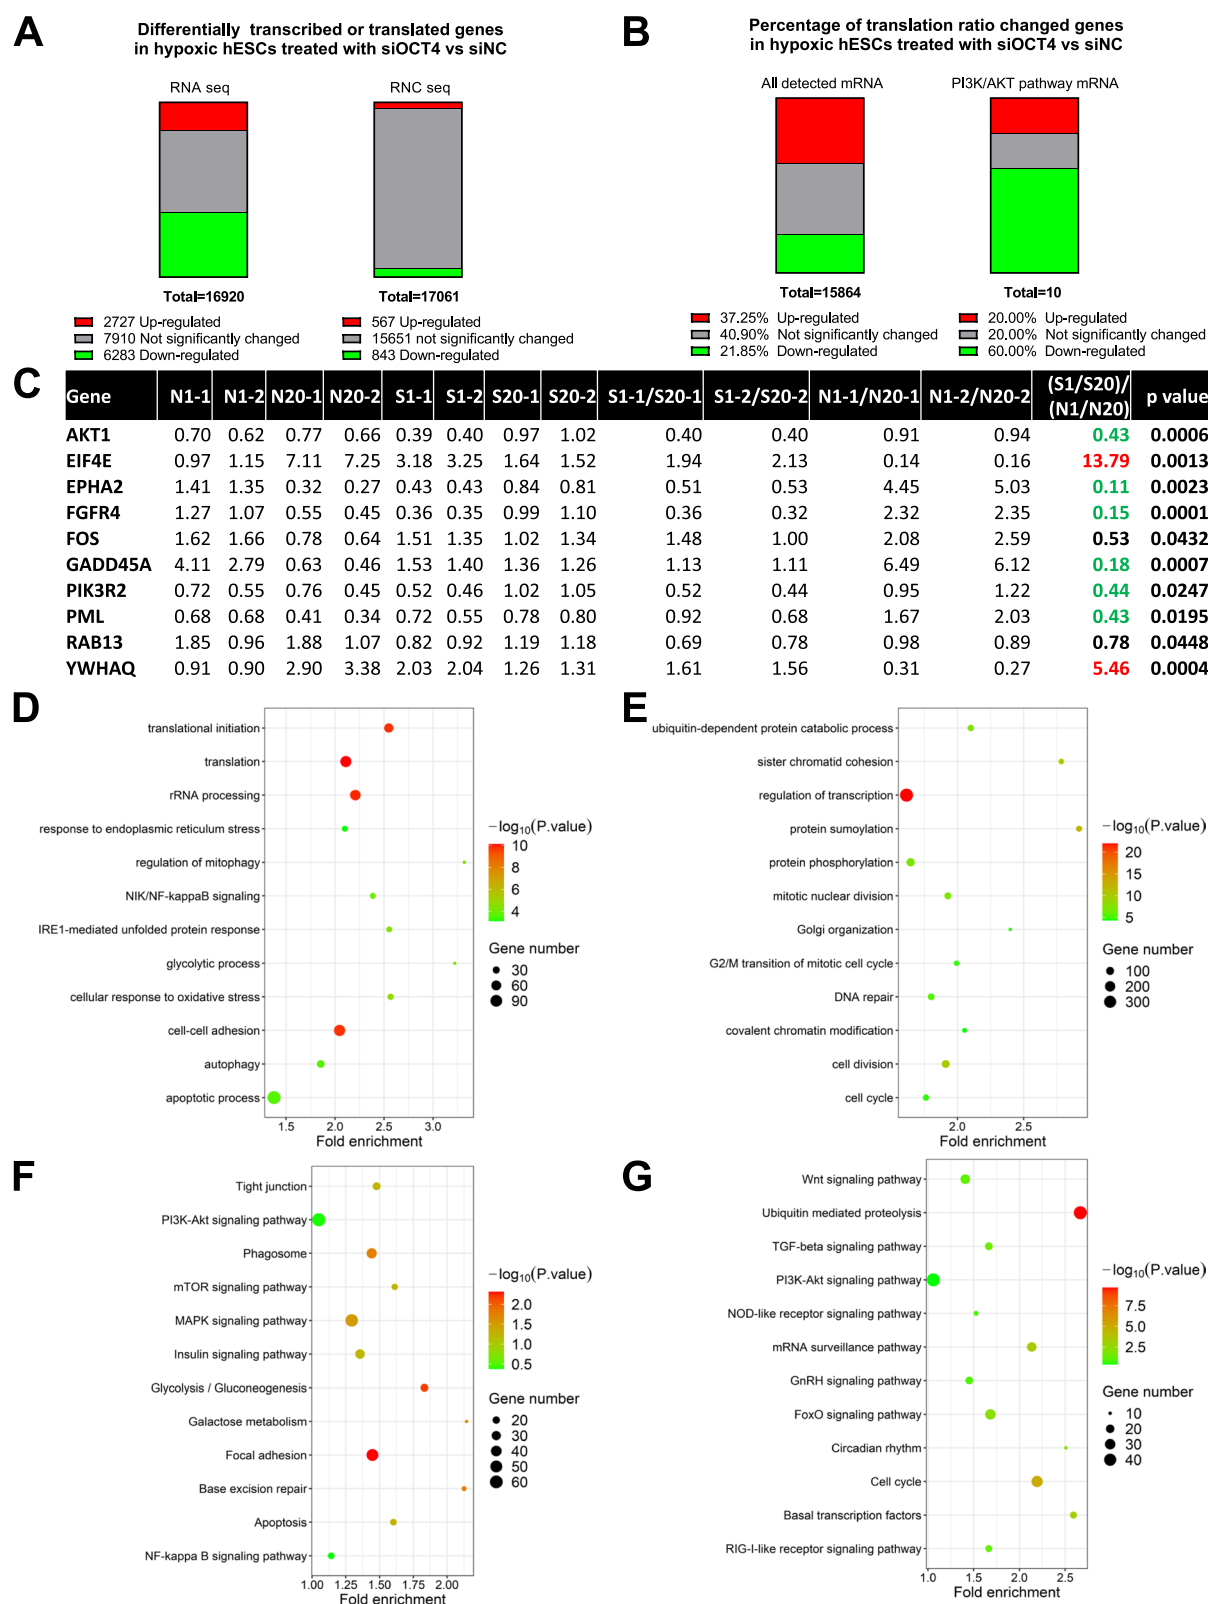 A
Differentially transcribed or translated genes
in hypoxic hESCs treated with siOCT4 vs siNC
RNA seq
RNC seq
Total=16920
Total=17061
2727 Up-regulated
7910 Not significantly changed
6283 Down-regulated
567 Up-regulated
15651 not significantly changed
843 Down-regulated
B
Percentage of translation ratio changed genes
in hypoxic hESCs treated with siOCT4 vs siNC
All detected mRNA
PI3K/AKT pathway mRNA
Total=15864
Total=10
37.25% Up-regulated
40.90% Not significantly changed
21.85% Down-regulated
20.00% Up-regulated
20.00% Not significantly changed
60.00% Down-regulated
C
Gene N1-1 N1-2 N20-1 N20-2 S1-1 S1-2 S20-1 S20-2 S1-1/S20-1 S1-2/S20-2 N1-1/N20-1 N1-2/N20-2 (S1/S20)/(N1/N20) p value
AKT1 0.70 0.62 0.77 0.66 0.39 0.40 0.97 1.02 0.40 0.40 0.91 0.94 0.43 0.0006
EIF4E 0.97 1.15 7.11 7.25 3.18 3.25 1.64 1.52 1.94 2.13 0.14 0.16 13.79 0.0013
EPHA2 1.41 1.35 0.32 0.27 0.43 0.43 0.84 0.81 0.51 0.53 4.45 5.03 0.11 0.0023
FGFR4 1.27 1.07 0.55 0.45 0.36 0.35 0.99 1.10 0.36 0.32 2.32 2.35 0.15 0.0001
FOS 1.62 1.66 0.78 0.64 1.51 1.35 1.02 1.34 1.48 1.00 2.08 2.59 0.53 0.0432
GADD45A 4.11 2.79 0.63 0.46 1.53 1.40 1.36 1.26 1.13 1.11 6.49 6.12 0.18 0.0007
PIK3R2 0.72 0.55 0.76 0.45 0.52 0.46 1.02 1.05 0.52 0.44 0.95 1.22 0.44 0.0247
PML 0.68 0.68 0.41 0.34 0.72 0.55 0.78 0.80 0.92 0.68 1.67 2.03 0.43 0.0195
RAB13 1.85 0.96 1.88 1.07 0.82 0.92 1.19 1.18 0.69 0.78 0.98 0.89 0.78 0.0448
YWHAQ 0.91 0.90 2.90 3.38 2.03 2.04 1.26 1.31 1.61 1.56 0.31 0.27 5.46 0.0004
D
translational initiation
translation
rRNA processing
response to endoplasmic reticulum stress
regulation of mitophagy
NIK/NF-kappaB signaling
IRE1-mediated unfolded protein response
glycolytic process
cellular response to oxidative stress
cell-cell adhesion
autophagy
apoptotic process
1.5 2.0 2.5 3.0
Fold enrichment
−log10(P.value)
10
8
6
4
Gene number
30
60
90
E
ubiquitin-dependent protein catabolic process
sister chromatid cohesion
regulation of transcription
protein sumoylation
protein phosphorylation
mitotic nuclear division
Golgi organization
G2/M transition of mitotic cell cycle
DNA repair
covalent chromatin modification
cell division
cell cycle
2.0 2.5
Fold enrichment
−log10(P.value)
20
15
10
5
Gene number
100
200
300
F
Tight junction
PI3K-Akt signaling pathway
Phagosome
mTOR signaling pathway
MAPK signaling pathway
Insulin signaling pathway
Glycolysis / Gluconeogenesis
Galactose metabolism
Focal adhesion
Base excision repair
Apoptosis
NF-kappa B signaling pathway
1.00 1.25 1.50 1.75 2.00
Fold enrichment
−log10(P.value)
2.0
1.5
1.0
0.5
Gene number
20
30
40
50
60
G
Wnt signaling pathway
Ubiquitin mediated proteolysis
TGF-beta signaling pathway
PI3K-Akt signaling pathway
NOD-like receptor signaling pathway
mRNA surveillance pathway
GnRH signaling pathway
FoxO signaling pathway
Circadian rhythm
Cell cycle
Basal transcription factors
RIG-I-like receptor signaling pathway
1.0 1.5 2.0 2.5
Fold enrichment
−log10(P.value)
7.5
5.0
2.5
Gene number
10
20
30
40